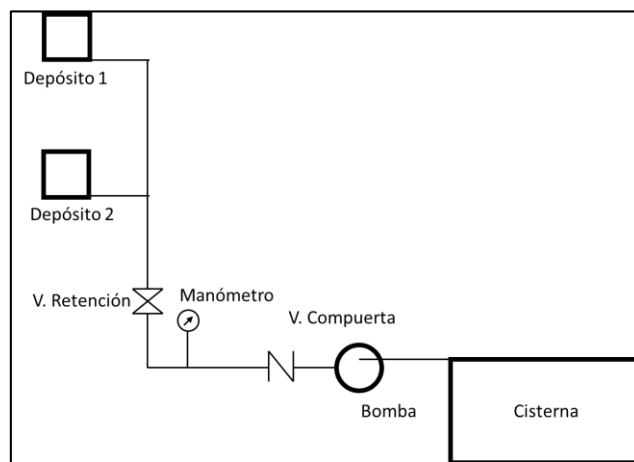 Depósito 1
Depósito 2
V. Retención
Manómetro
V. Compuerta
Bomba
Cisterna